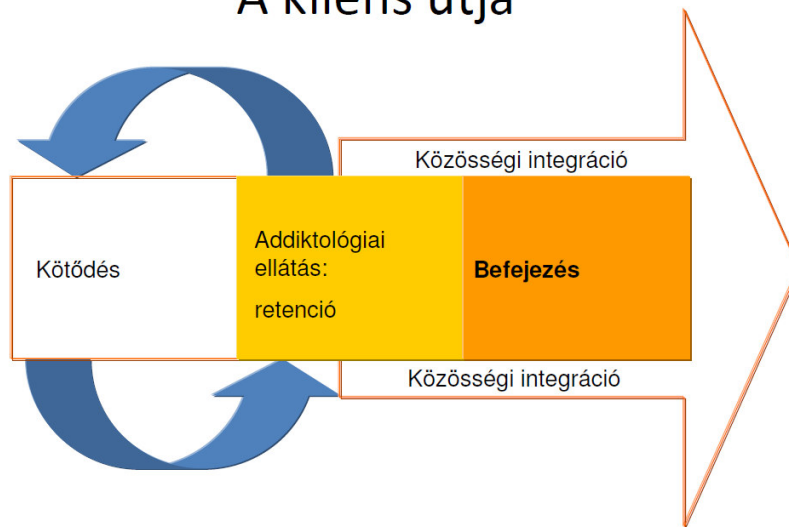 A kliens útja
Közösségi integráció
Kötődés
Addiktológiai
ellátás:
retenció
Befejezés
Közösségi integráció